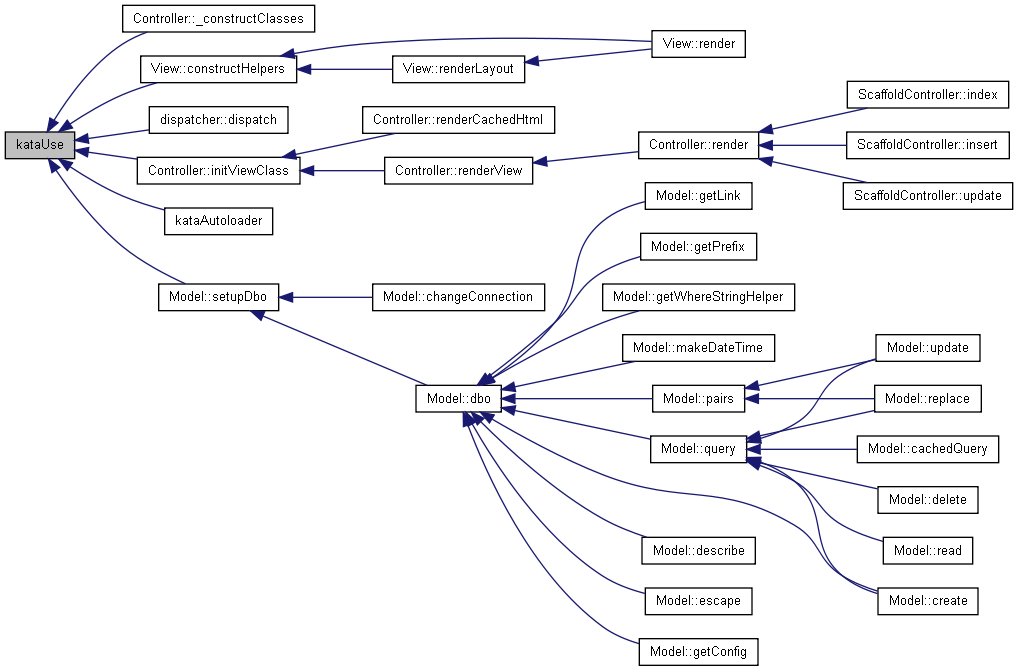 Controller::_constructClasses
View::render
View::constructHelpers
View::renderLayout
ScaffoldController::index
dispatcher::dispatch
Controller::renderCachedHtml
kataUse
Controller::render
ScaffoldController::insert
Controller::initViewClass
Controller::renderView
ScaffoldController::update
Model::getLink
kataAutoloader
Model::getPrefix
Model::setupDbo
Model::changeConnection
Model::getWhereStringHelper
Model::makeDateTime
Model::update
Model::dbo
Model::pairs
Model::replace
Model::query
Model::cachedQuery
Model::delete
Model::describe
Model::read
Model::escape
Model::create
Model::getConfig